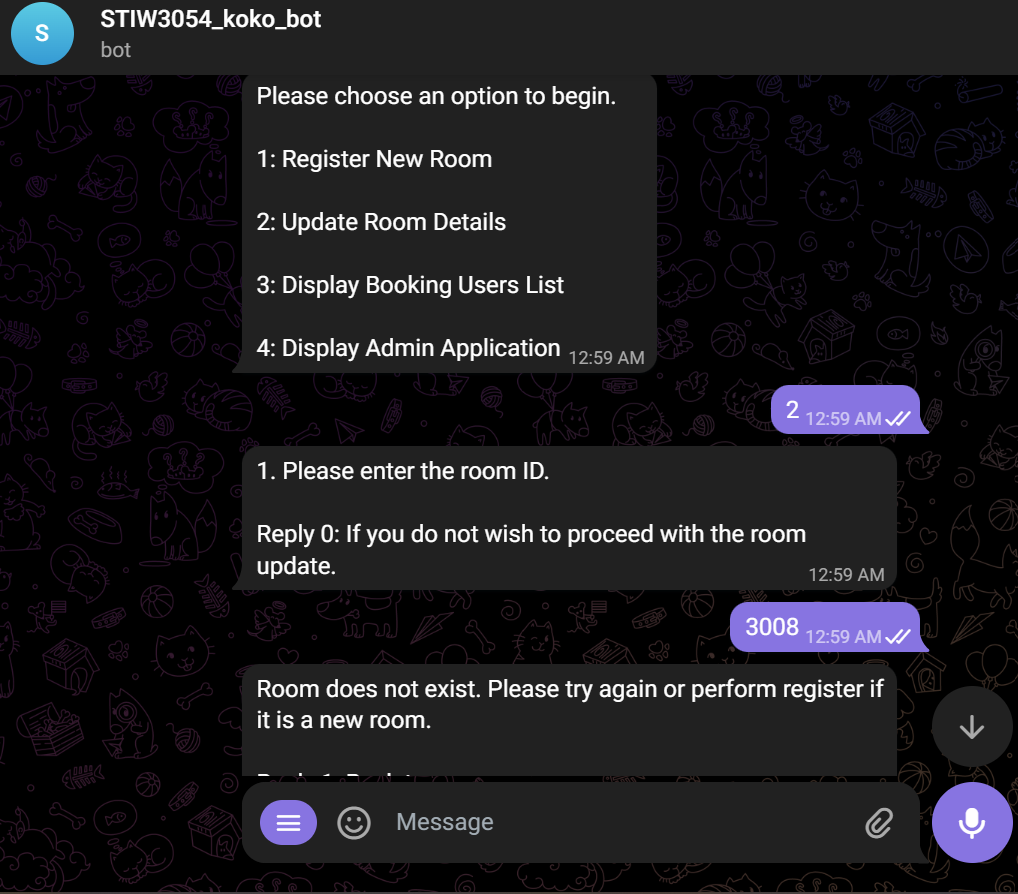 S
STIW3054_koko_bot
bot
Please choose an option to begin.
1: Register New Room
2: Update Room Details
3: Display Booking Users List
4: Display Admin Application 12:59 AM
2 12:59 AM
1. Please enter the room ID.
Reply 0: If you do not wish to proceed with the room
update.
12:59 AM
3008 12:59 AM
Room does not exist. Please try again or perform register if
it is a new room.
Message